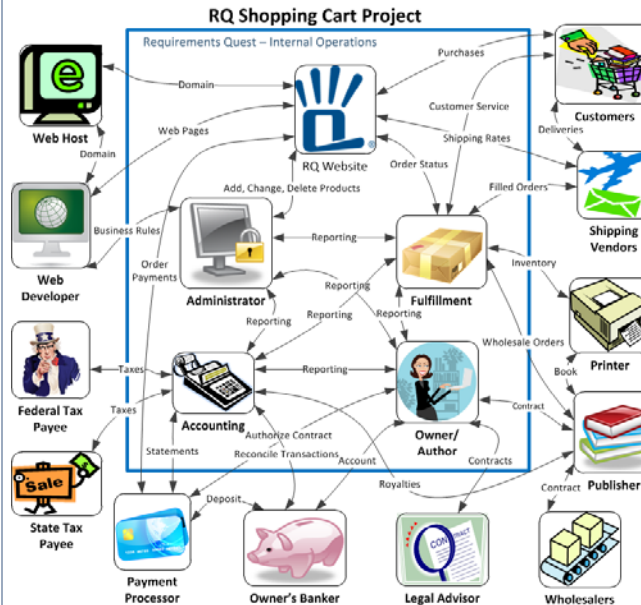 RQ Shopping Cart Project
Requirements Quest – Internal Operations
Purchases
Domain
Customer Service
Web Host
Customers
Web Pages
RQ Website
Shipping Rates
Deliveries
Domain
Order Status
Add, Change, Delete Products
Filled Orders
Business Rules
Reporting
Shipping
Vendors
Web
Developer
Order
Payments
Administrator
Reporting
Fulfillment
Inventory
Reporting
Reporting
Reporting
Wholesale Orders
Printer
Taxes
Reporting
Book
Federal Tax
Payee
Accounting
Owner/
Author
Contract
Taxes
Authorize Contract
Reconcile Transactions
Statements
Account
Contracts
Publisher
Sale
Royalties
Deposit
Contract
State Tax
Payee
CONTRACT
Payment
Processor
Owner's Banker
Legal Advisor
Wholesalers